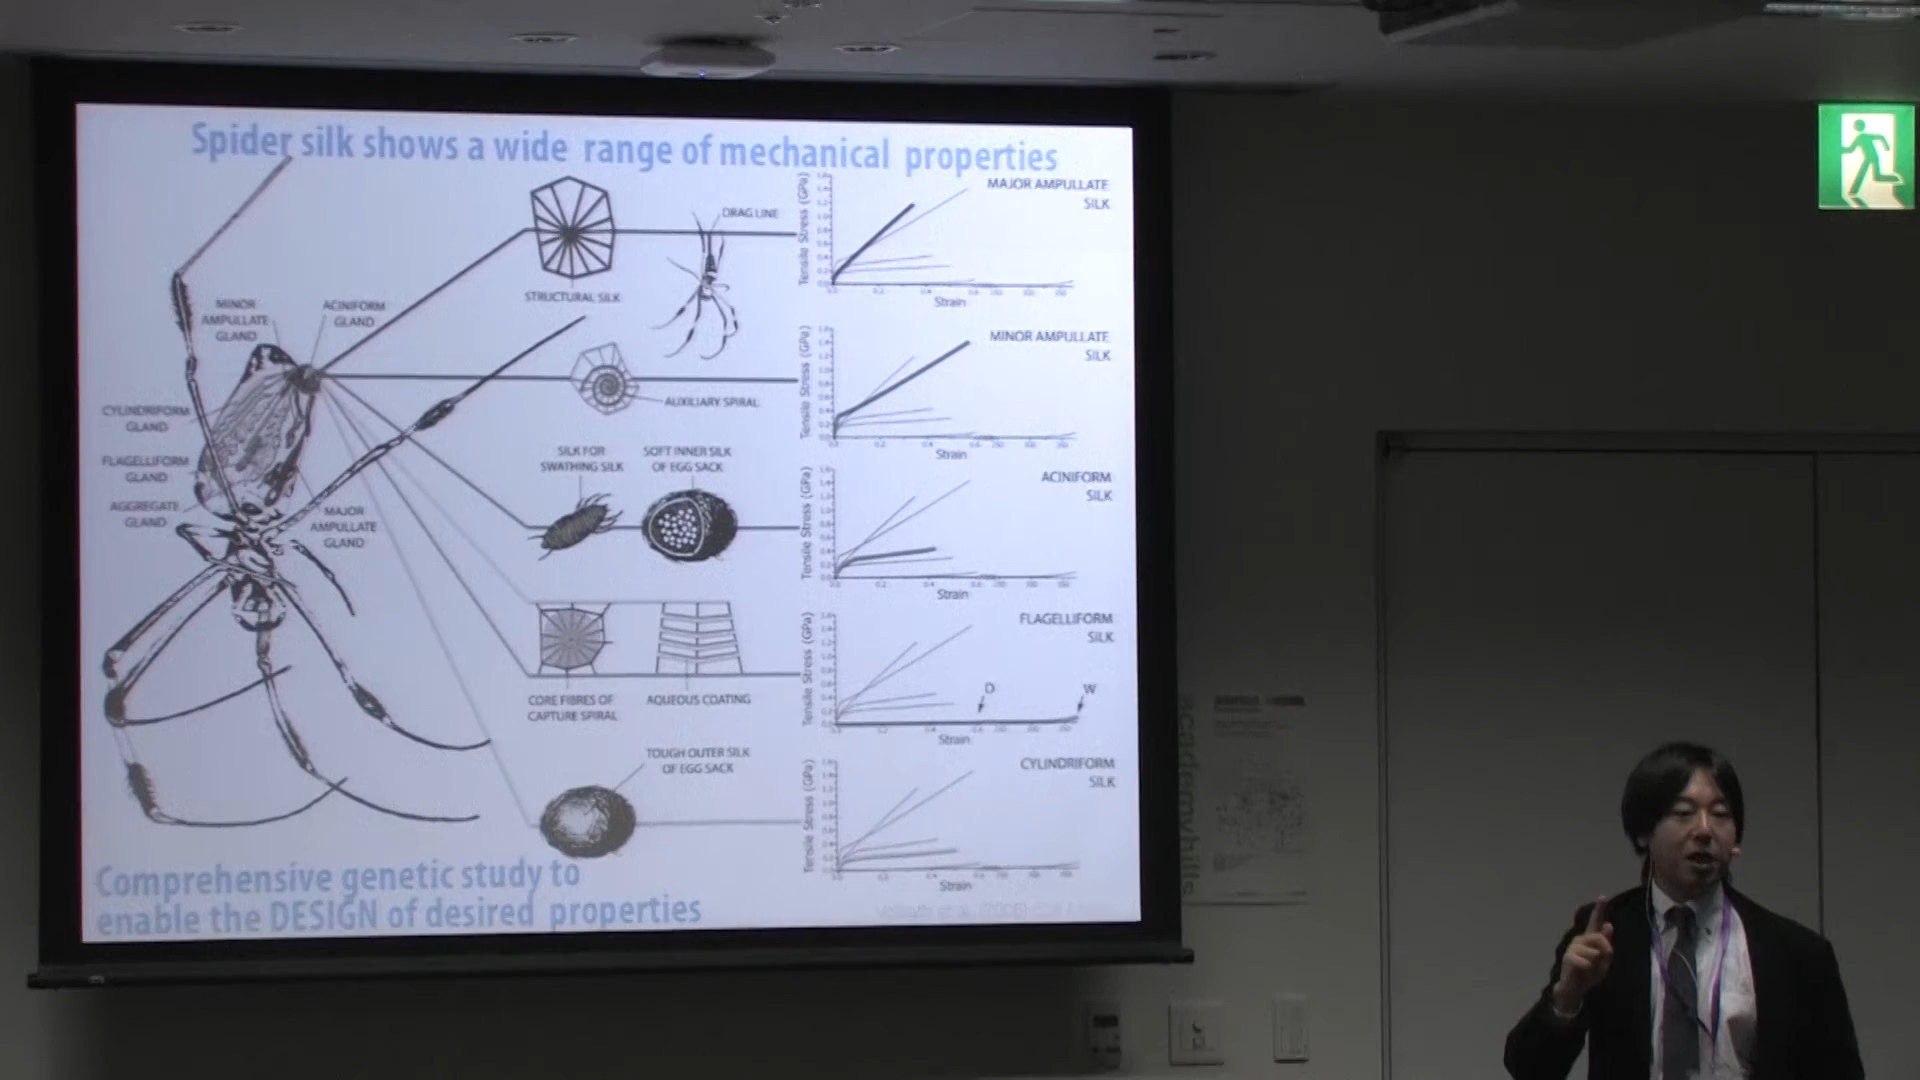 Spider silk shows a wide range of mechanical properties
MINOR
AMPULLATE
GLAND
ACINIFORM
GLAND
CYLINDRIFORM
GLAND
FLAGELLIFORM
GLAND
AGGREGATE
GLAND
MAJOR
AMPULLATE
GLAND
STRUCTURAL SILK
DRAG LINE
AUXILIARY SPIRAL
SILK FOR
SWATHING SILK
SOFT INNER SILK
OF EGG SACK
CORE FIBRES OF
CAPTURE SPIRAL
AQUEOUS COATING
TOUGH OUTER SILK
OF EGG SACK
MAJOR AMPULLATE
SILK
Tensile Stress (GPa)
Strain
MINOR AMPULLATE
SILK
Tensile Stress (GPa)
Strain
ACINIFORM
SILK
Tensile Stress (GPa)
Strain
FLAGELLIFORM
SILK
Tensile Stress (GPa)
D
W
Strain
CYLINDRIFORM
SILK
Tensile Stress (GPa)
Strain
Comprehensive genetic study to
enable the DESIGN of desired properties
academyhills